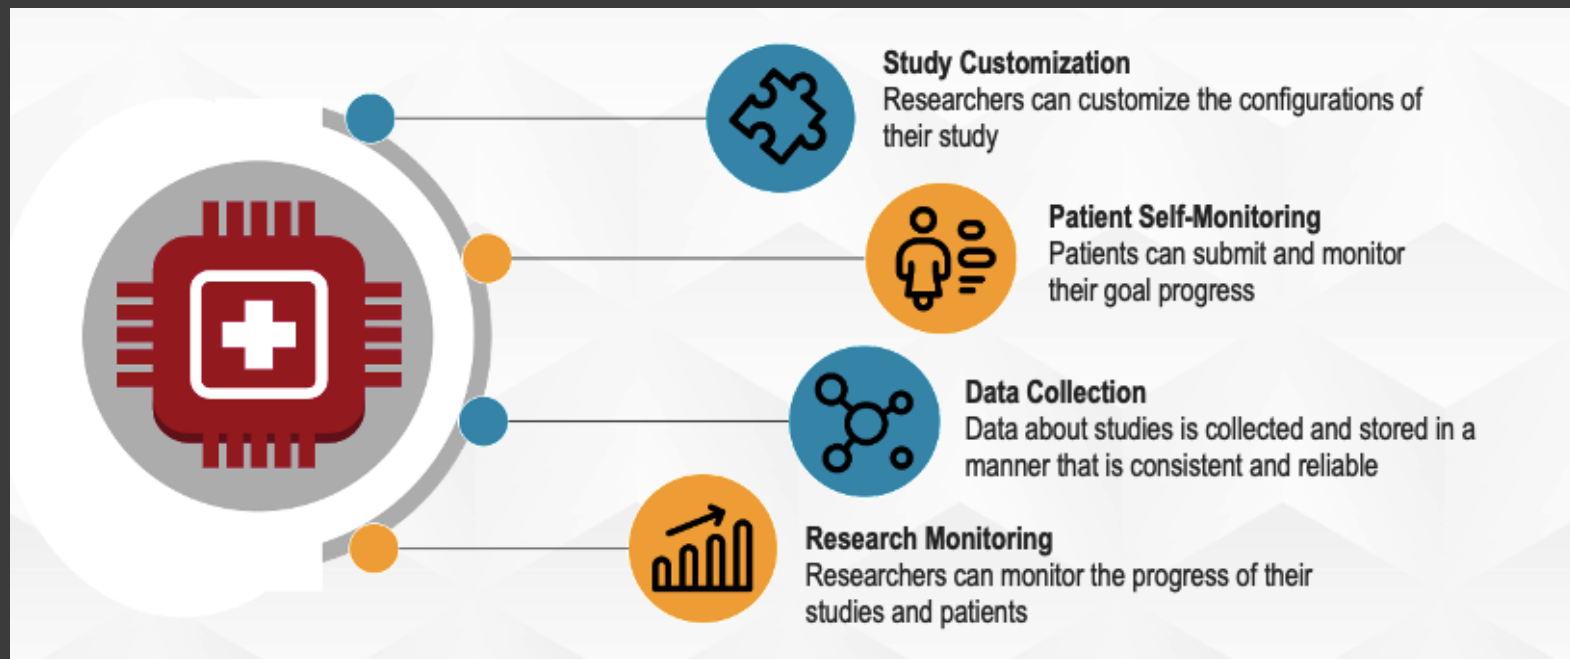 Study Customization
Researchers can customize the configurations of
their study
Patient Self-Monitoring
Patients can submit and monitor
their goal progress
Data Collection
Data about studies is collected and stored in a
manner that is consistent and reliable
Research Monitoring
Researchers can monitor the progress of their
studies and patients